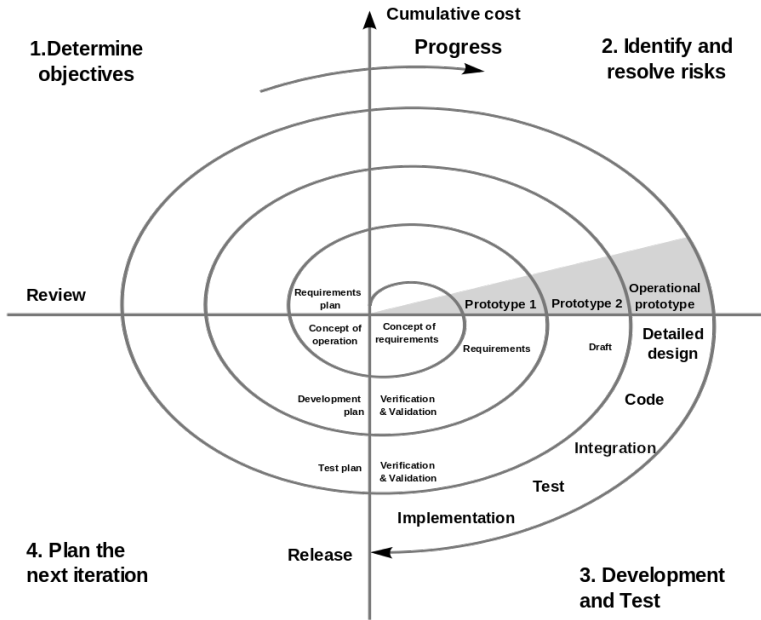 Cumulative cost
1.Determine
objectives
Progress
2. Identify and
resolve risks
Review
Requirements
plan
Concept of
operation
Concept of
requirements
Prototype 1
Prototype 2
Operational
prototype
Requirements
Draft
Detailed
design
Development
plan
Verification
& Validation
Code
Test plan
Verification
& Validation
Integration
Test
Implementation
Release
4. Plan the
next iteration
3. Development
and Test